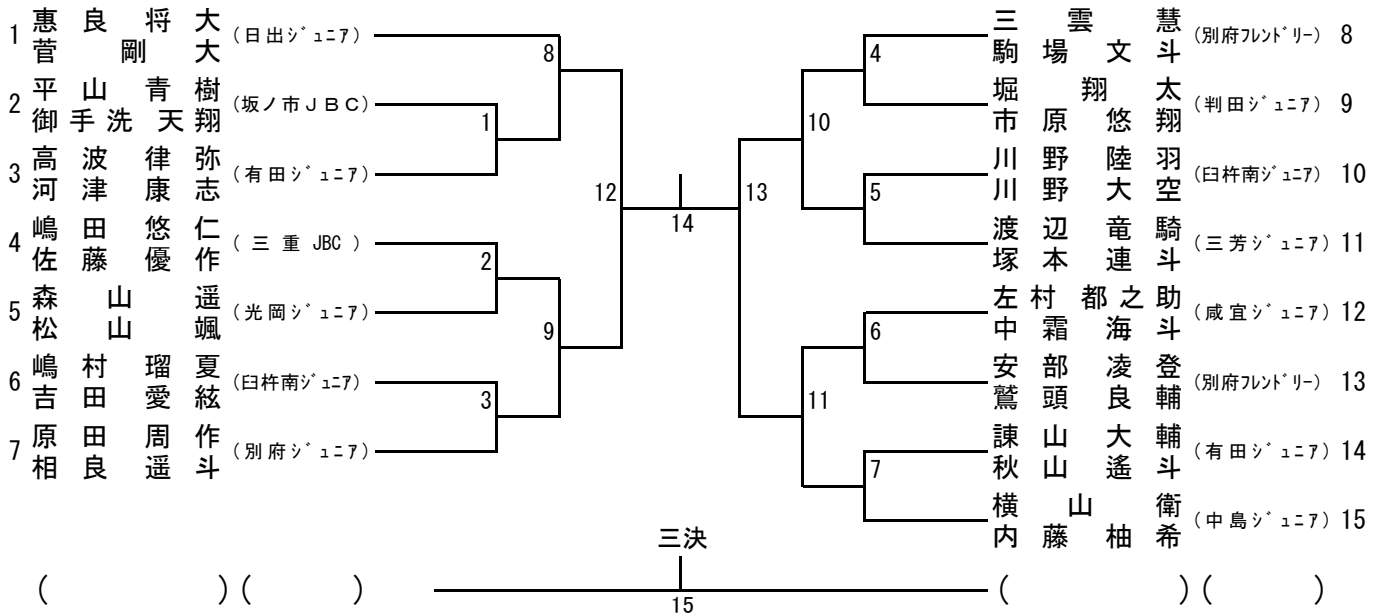 1 惠良将大 (日出ジュニア)
菅剛大
2 平山青樹 (坂ノ市ＪＢＣ)
御手洗天翔
3 高波律弥 (有田ジュニア)
河津康志
4 嶋田悠仁 (三重 JBC)
佐藤優作
5 森山遥 (光岡ジュニア)
松山颯
6 嶋村瑠夏 (臼杵南ジュニア)
吉田愛絃
7 原田周作 (別府ジュニア)
相良遥斗
8
1
12
2
9
3
14
13
4
10
5
6
11
7
三雲慧 (別府フレンドリー) 8
駒場文斗
堀翔太 (判田ジュニア) 9
市原悠翔
川野陸羽 (臼杵南ジュニア) 10
川野大空
渡辺竜騎 (三芳ジュニア) 11
塚本連斗
左村都之助 (咸宜ジュニア) 12
中霜海斗
安部凌登 (別府フレンドリー) 13
鷲頭良輔
諌山大輔 (有田ジュニア) 14
秋山遙斗
横山衛 (中島ジュニア) 15
内藤柚希
三決
( ) ( ) 15 ( ) ( )